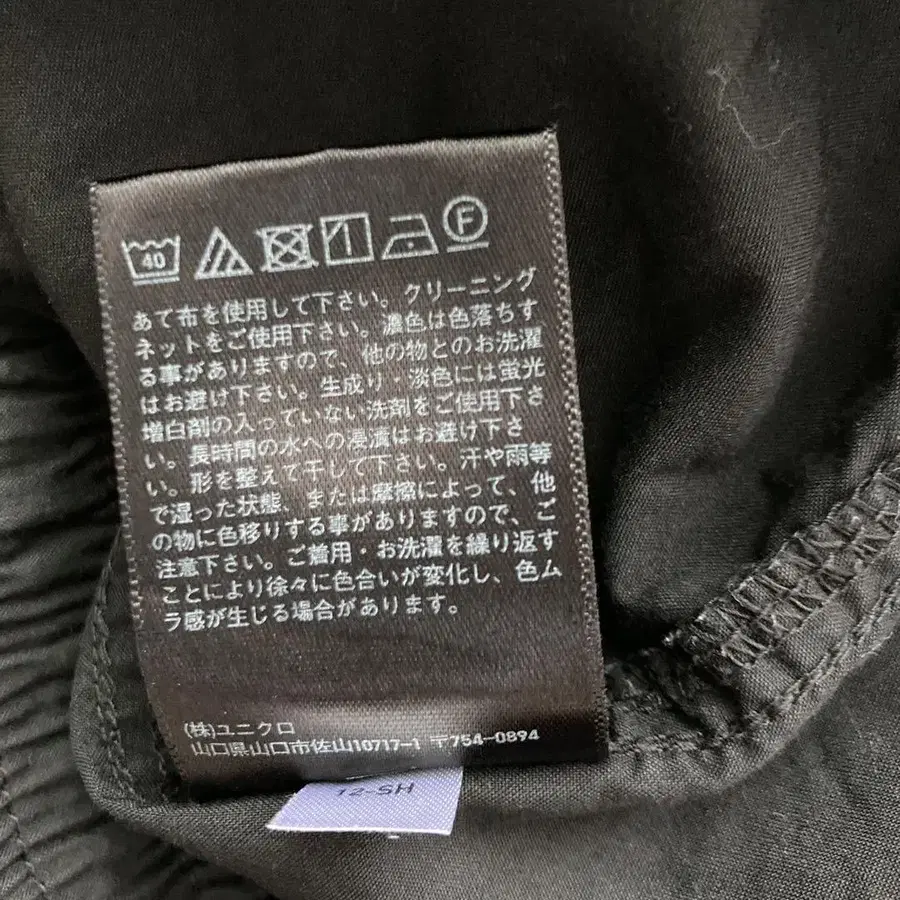 40 F
あて布を使用して下さい。クリーニング
ネットをご使用下さい。濃色は色落ちす
る事がありますので、他の物とのお洗濯
はお避け下さい。生成り・淡色には蛍光
増白剤の入っていない洗剤をご使用下さ
い。長時間の水への浸漬はお避け下さ
い。形を整えて干して下さい。汗や雨等
で湿った状態、または摩擦によって、他
の物に色移りする事がありますので、ご
注意下さい。ご着用・お洗濯を繰り返す
ことにより徐々に色合いが変化し、色ム
ラ感が生じる場合があります。
(株)ユニクロ
山口県山口市佐山10717-1 〒754-0894
12-SH